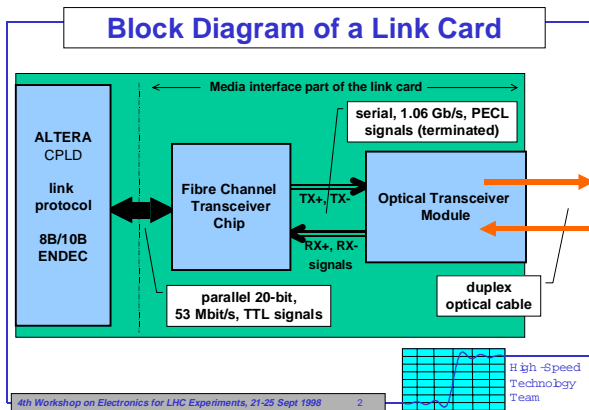 Block Diagram of a Link Card
Media interface part of the link card
serial, 1.06 Gb/s, PECL
signals (terminated)
ALTERA
CPLD
link
protocol
8B/10B
ENDEC
Fibre Channel
Transceiver
Chip
TX+, TX-
RX+, RX-
signals
Optical Transceiver
Module
parallel 20-bit,
53 Mbit/s, TTL signals
duplex
optical cable
4th Workshop on Electronics for LHC Experiments, 21-25 Sept 1998 2
High-Speed
Technology
Team